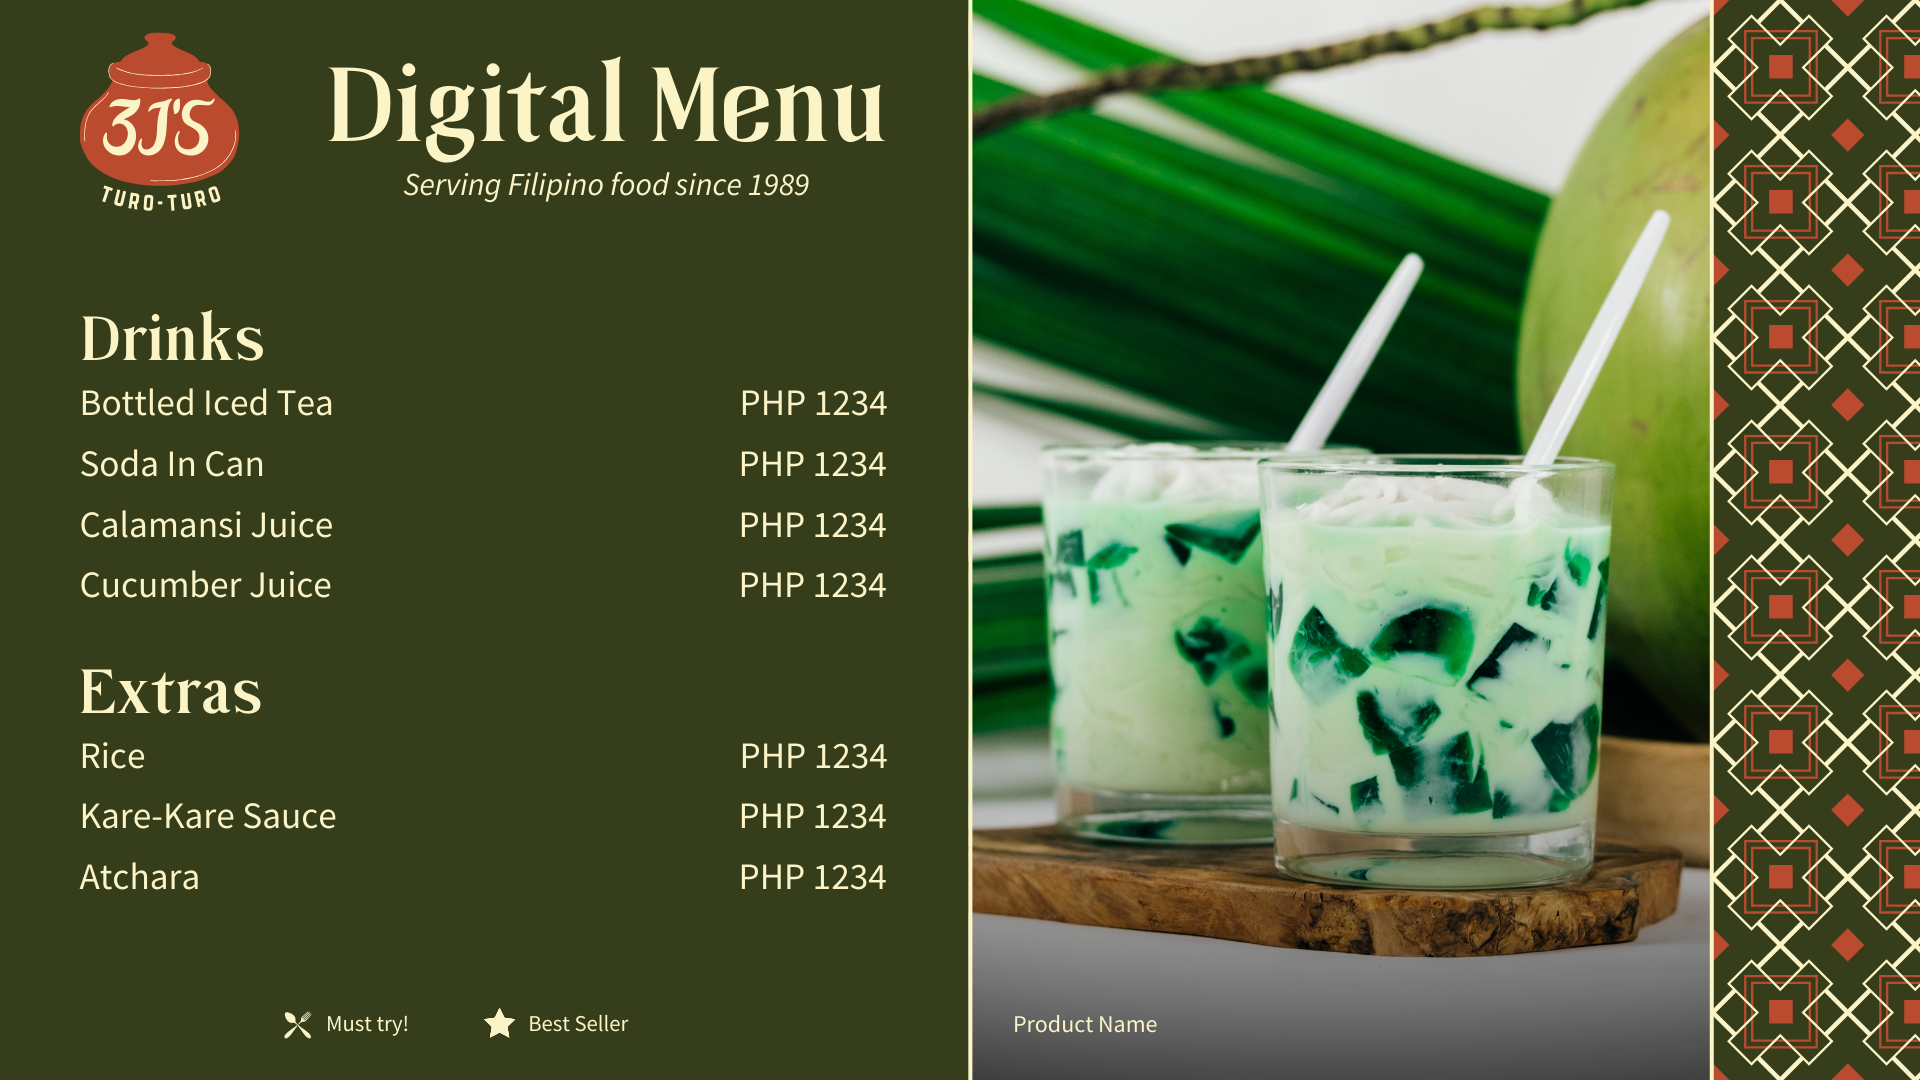 3J'S
TURO-TURO
Digital Menu
Serving Filipino food since 1989
Drinks
Bottled Iced Tea PHP 1234
Soda In Can PHP 1234
Calamansi Juice PHP 1234
Cucumber Juice PHP 1234
Extras
Rice PHP 1234
Kare-Kare Sauce PHP 1234
Atchara PHP 1234
Must try! Best Seller
Product Name